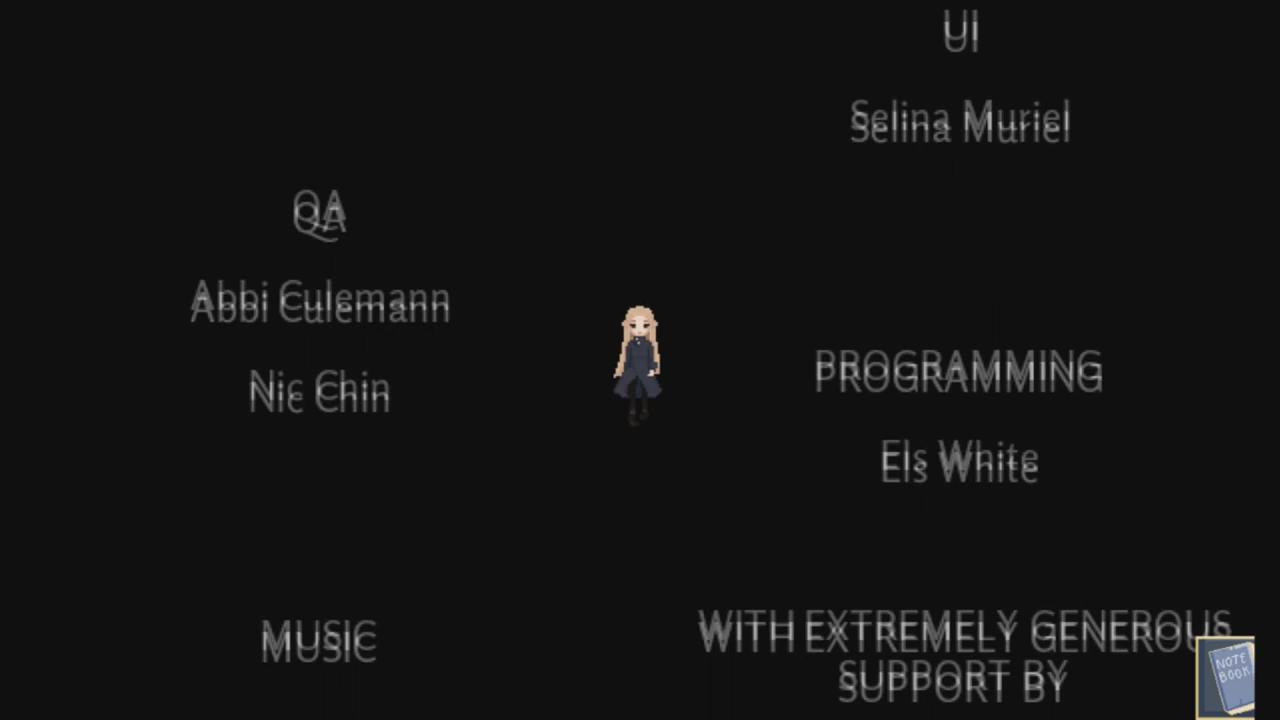 UI
Selina Muriel
QA
Abbi Culemann
Nic Chin
PROGRAMMING
Els White
MUSIC
WITH EXTREMELY GENEROUS
SUPPORT BY
NOTE
BOOK